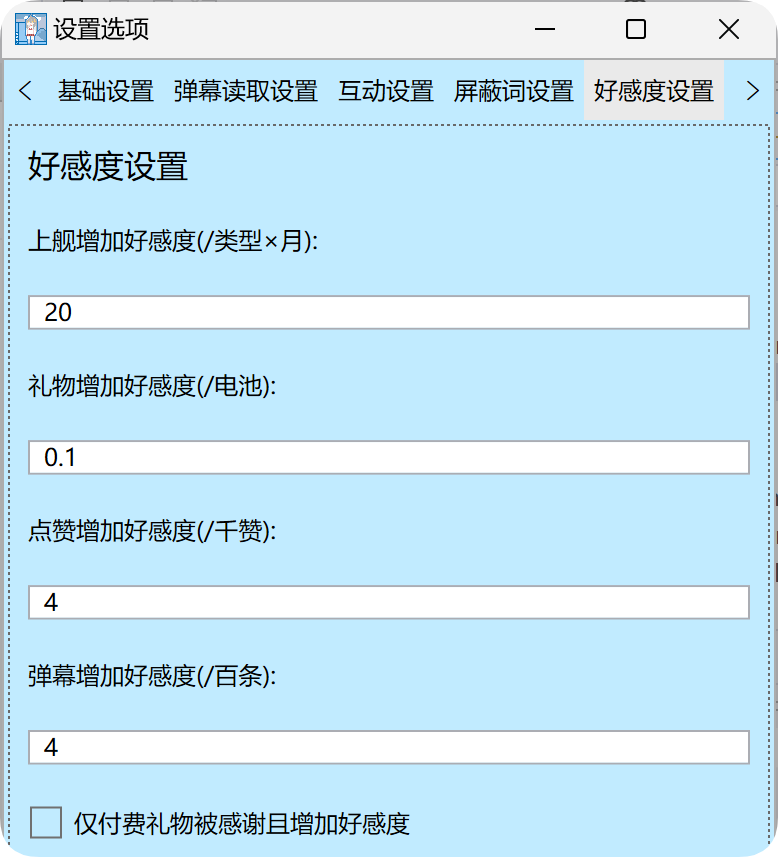 设置选项
基础设置 弹幕读取设置 互动设置 屏蔽词设置 好感度设置
好感度设置
上舰增加好感度(/类型×月):
20
礼物增加好感度(/电池):
0.1
点赞增加好感度(/千赞):
4
弹幕增加好感度(/百条):
4
仅付费礼物被感谢且增加好感度